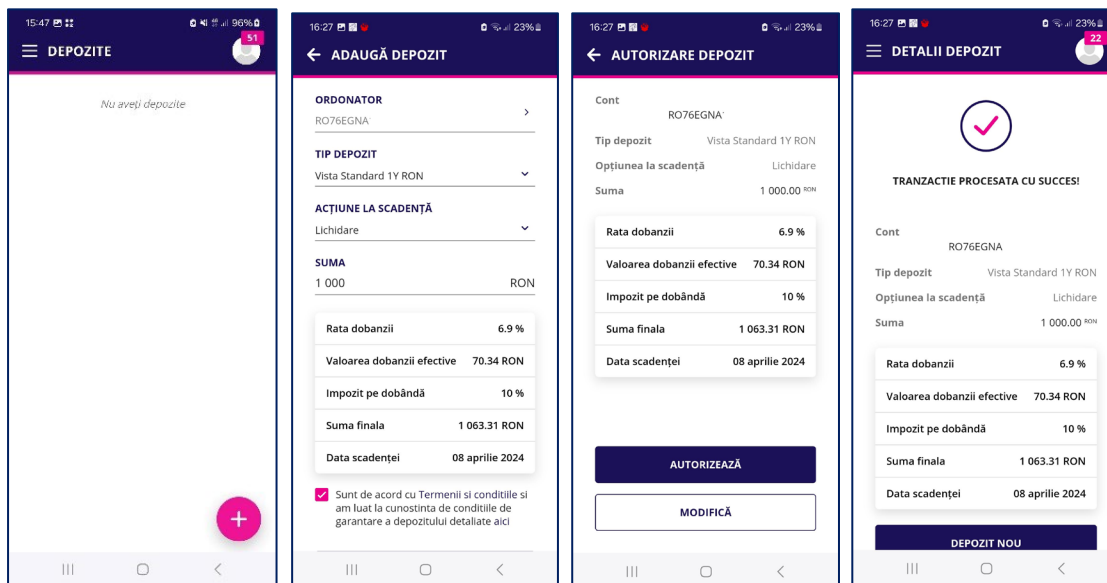 15:47
96%
51
DEPOZITE
Nu aveți depozite
16:27
23%
ADAUGĂ DEPOZIT
ORDONATOR
RO76EGNA
TIP DEPOZIT
Vista Standard 1Y RON
ACȚIUNE LA SCADENȚĂ
Lichidare
SUMA
1 000 RON
Rata dobanzii 6.9 %
Valoarea dobanzii efective 70.34 RON
Impozit pe dobândă 10 %
Suma finala 1 063.31 RON
Data scadenței 08 aprilie 2024
Sunt de acord cu Termenii si conditiile si
am luat la cunostinta de conditiile de
garantare a depozitului detaliate aici
16:27
23%
AUTORIZARE DEPOZIT
Cont
RO76EGNA
Tip depozit Vista Standard 1Y RON
Opțiunea la scadență Lichidare
Suma 1 000.00 RON
Rata dobanzii 6.9 %
Valoarea dobanzii efective 70.34 RON
Impozit pe dobândă 10 %
Suma finala 1 063.31 RON
Data scadenței 08 aprilie 2024
AUTORIZEAZĂ
MODIFICĂ
16:27
23%
22
DETALII DEPOZIT
TRANZACTIE PROCESATA CU SUCCES!
Cont
RO76EGNA
Tip depozit Vista Standard 1Y RON
Opțiunea la scadență Lichidare
Suma 1 000.00 RON
Rata dobanzii 6.9 %
Valoarea dobanzii efective 70.34 RON
Impozit pe dobândă 10 %
Suma finala 1 063.31 RON
Data scadenței 08 aprilie 2024
DEPOZIT NOU